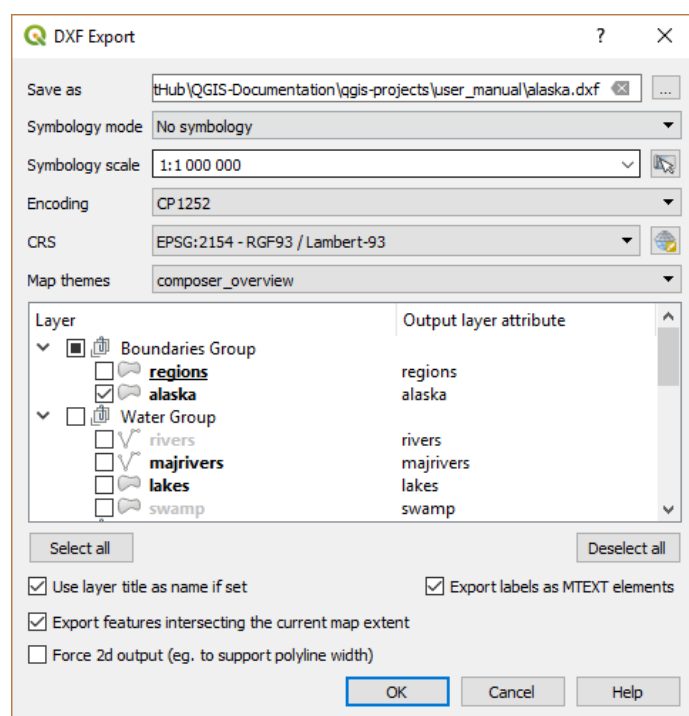 DXF Export ?
Save as tHub\QGIS-Documentation\qgis-projects\user_manual\alaska.dxf ...
Symbology mode No symbology
Symbology scale 1:1 000 000
Encoding CP1252
CRS EPSG:2154 - RGF93 / Lambert-93
Map themes composer_overview
Layer Output layer attribute
Boundaries Group
regions regions
alaska alaska
Water Group
rivers rivers
majrivers majrivers
lakes lakes
swamp swamp
Select all Deselect all
Use layer title as name if set Export labels as MTEXT elements
Export features intersecting the current map extent
Force 2d output (eg. to support polyline width)
OK Cancel Help